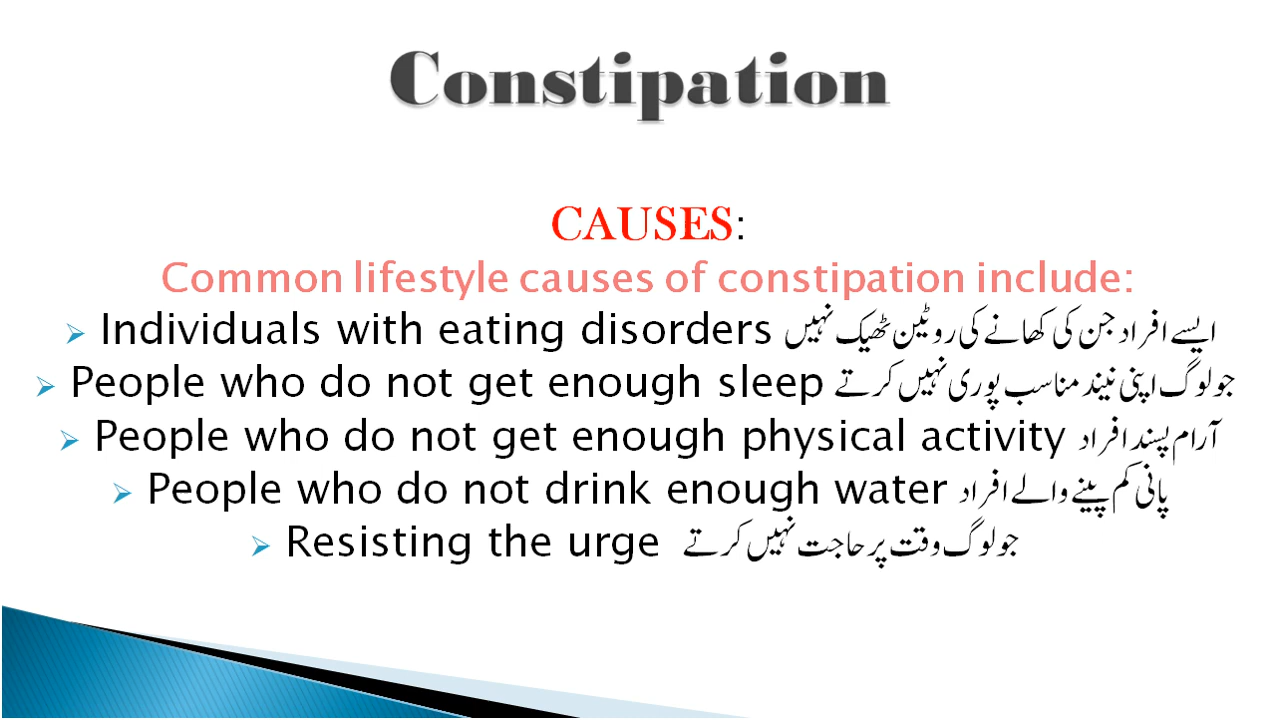 Constipation
CAUSES:
Common lifestyle causes of constipation include:
➢ Individuals with eating disorders ایسے افراد جن کی کھانے کی روٹین ٹھیک نہیں
➢ People who do not get enough sleep جو لوگ اپنی نیند مناسب پوری نہیں کرتے
➢ People who do not get enough physical activity آرام پسند افراد
➢ People who do not drink enough water پانی کم پینے والے افراد
➢ Resisting the urge جو لوگ وقت پر حاجت نہیں کرتے